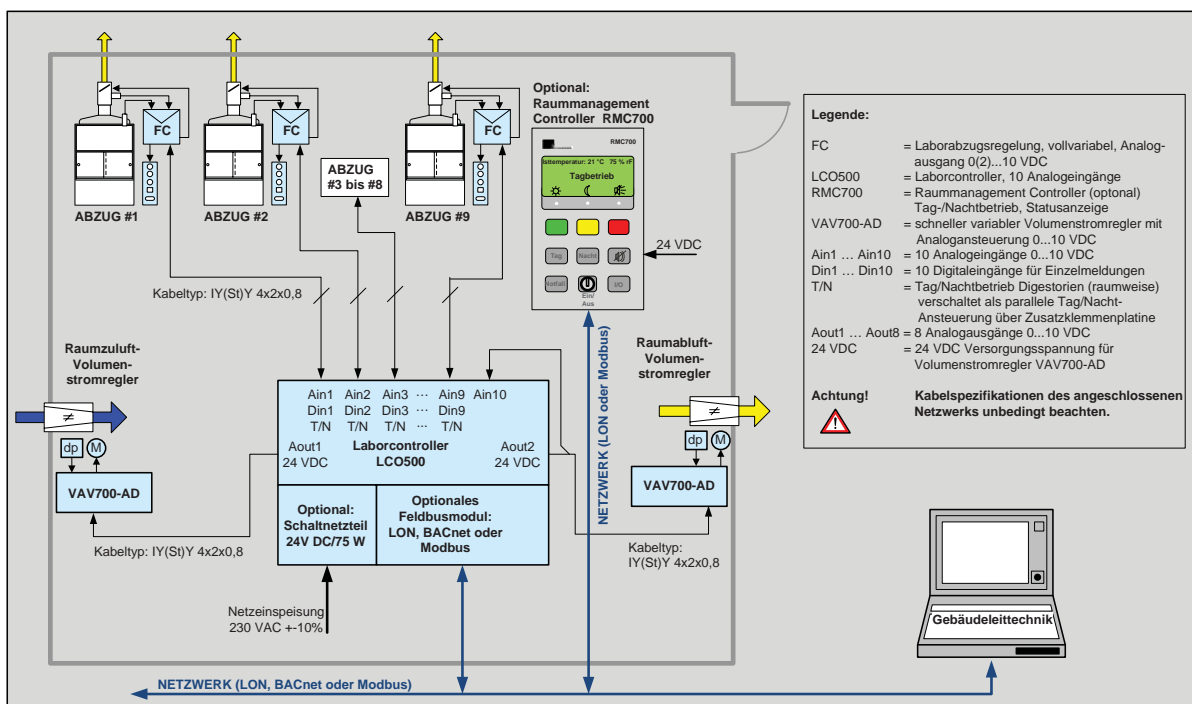 FC
FC
FC
ABZUG #1
ABZUG #2
ABZUG
#3 bis #8
ABZUG #9
Optional:
Raummanagement
Controller RMC700
RMC700
Isttemperatur: 21 °C 75 % rF
Tagbetrieb
Tag
Nacht
Notfall
I/O
Ein/
Aus
24 VDC
Kabeltyp: IY(St)Y 4x2x0,8
Raumzuluft-
Volumen-
stromregler
≠
dp
M
VAV700-AD
Kabeltyp: IY(St)Y 4x2x0,8
Ain1 Ain2 Ain3 ... Ain9 Ain10
Din1 Din2 Din3 ... Din9
T/N T/N T/N ... T/N
Aout1
24 VDC
Laborcontroller
LCO500
Aout2
24 VDC
Optional:
Schaltnetzteil
24V DC/75 W
Optionales
Feldbusmodul:
LON, BACnet oder
Modbus
Netzeinspeisung
230 VAC +-10%
NETZWERK (LON oder Modbus)
Raumabluft-
Volumen-
stromregler
≠
dp
M
VAV700-AD
Kabeltyp:
IY(St)Y 4x2x0,8
NETZWERK (LON, BACnet oder Modbus)
Legende:
FC = Laborabzugsregelung, vollvariabel, Analog-
ausgang 0(2)...10 VDC
LCO500 = Laborcontroller, 10 Analogeingänge
RMC700 = Raummanagement Controller (optional)
Tag-/Nachtbetrieb, Statusanzeige
VAV700-AD = schneller variabler Volumenstromregler mit
Analogansteuerung 0...10 VDC
Ain1 ... Ain10 = 10 Analogeingänge 0...10 VDC
Din1 ... Din10 = 10 Digitaleingänge für Einzelmeldungen
T/N = Tag/Nachtbetrieb Digestorien (raumweise)
verschaltet als parallele Tag/Nacht-
Ansteuerung über Zusatzklemmenplatine
Aout1 ... Aout8 = 8 Analogausgänge 0...10 VDC
24 VDC = 24 VDC Versorgungsspannung für
Volumenstromregler VAV700-AD
Achtung! Kabelspezifikationen des angeschlossenen
Netzwerks unbedingt beachten.
!
Gebäudeleittechnik